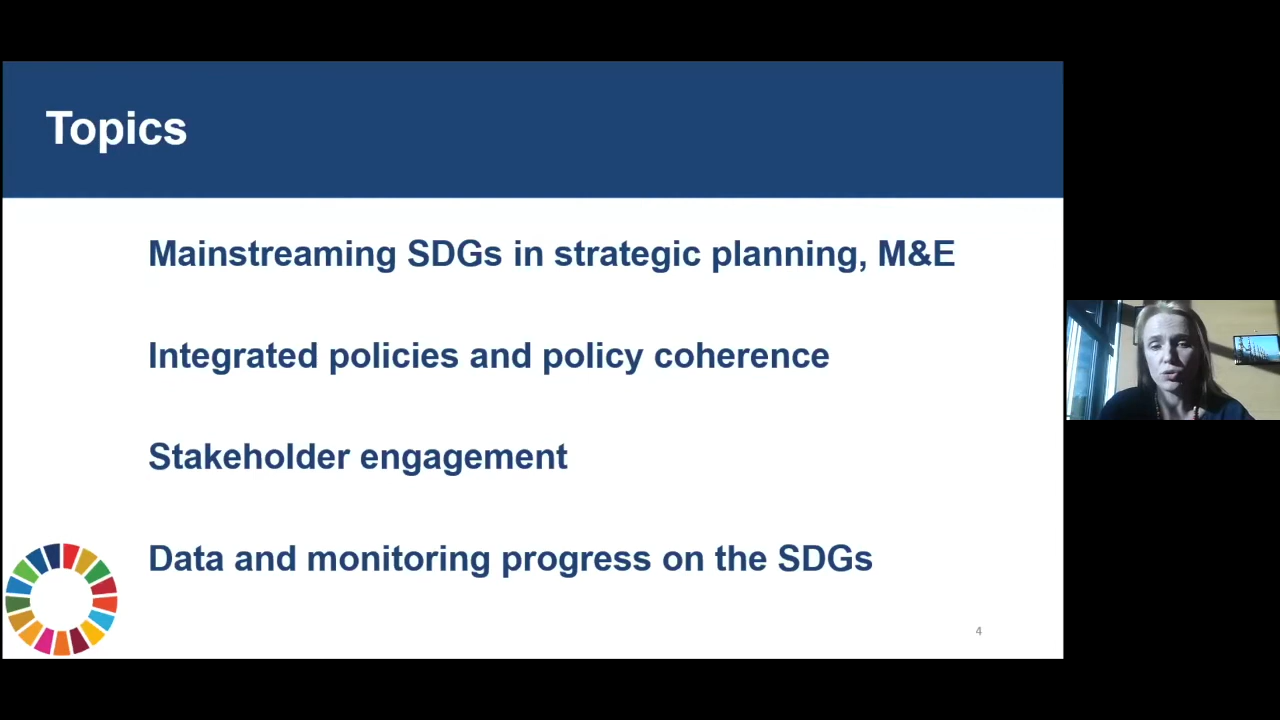 Topics
Mainstreaming SDGs in strategic planning, M&E
Integrated policies and policy coherence
Stakeholder engagement
Data and monitoring progress on the SDGs
4